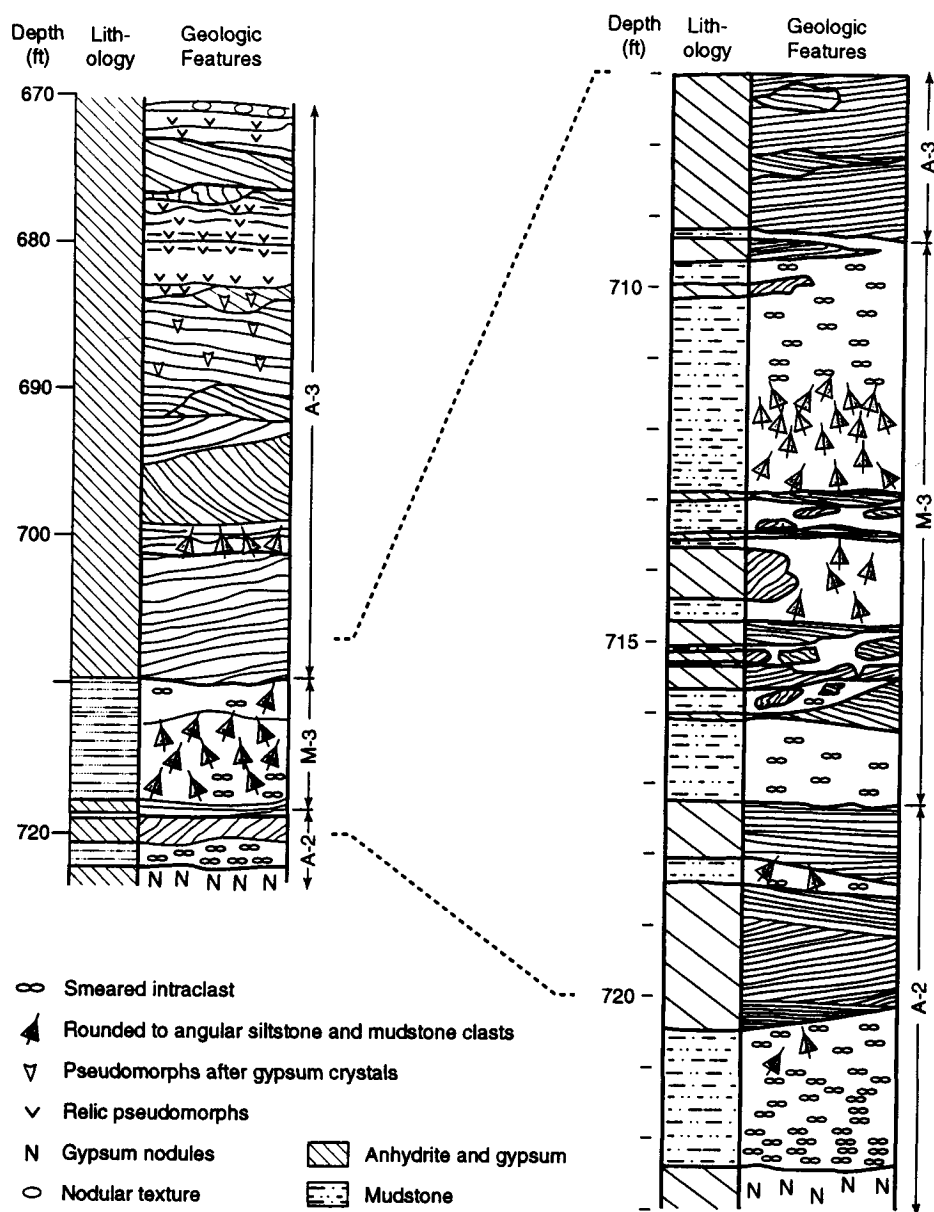 Depth
(ft)
Lith-
ology
Geologic
Features
670
680
690
700
720
A-3
M-3
A-2
N N N N N
Depth
(ft)
Lith-
ology
Geologic
Features
710
715
720
A-3
M-3
A-2
N N N N N
Smeared intraclast
Rounded to angular siltstone and mudstone clasts
Pseudomorphs after gypsum crystals
Relic pseudomorphs
N Gypsum nodules
Nodular texture
Anhydrite and gypsum
Mudstone